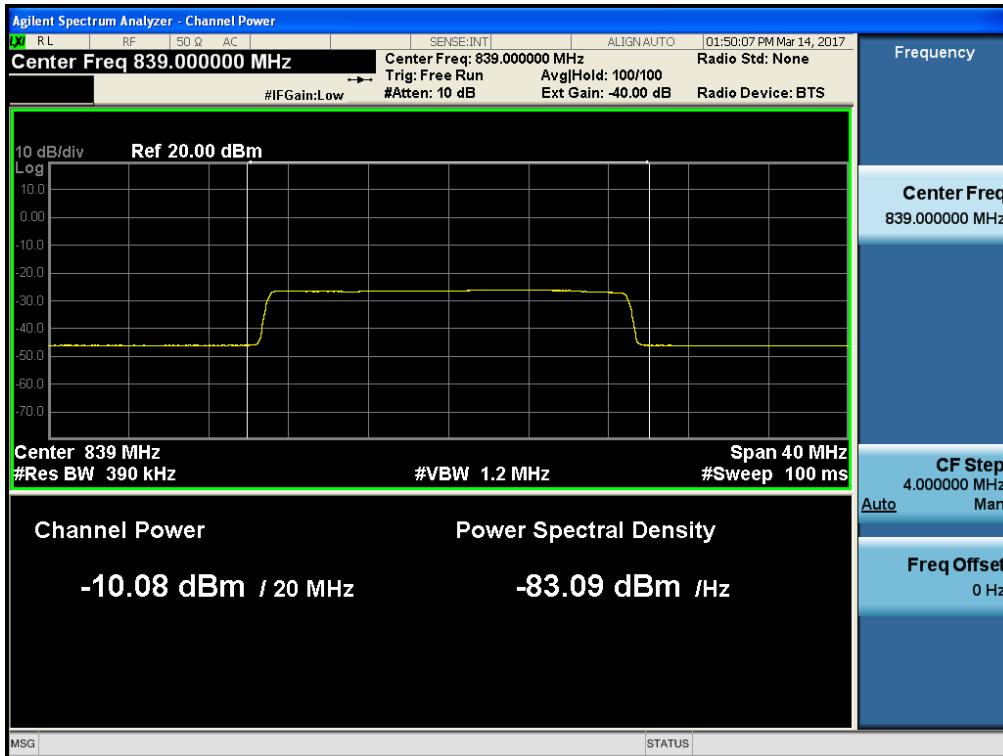 Agilent Spectrum Analyzer - Channel Power
LXI RL RF 50 Ω AC SENSE:INT ALIGN AUTO 01:50:07 PM Mar 14, 2017
Center Freq 839.000000 MHz
Center Freq: 839.000000 MHz Radio Std: None
Trig: Free Run Avg|Hold: 100/100
#IFGain:Low #Atten: 10 dB Ext Gain: -40.00 dB Radio Device: BTS
10 dB/div Ref 20.00 dBm
Log
10.0
0.00
-10.0
-20.0
-30.0
-40.0
-50.0
-60.0
-70.0
Center 839 MHz Span 40 MHz
#Res BW 390 kHz #VBW 1.2 MHz #Sweep 100 ms
Channel Power Power Spectral Density
-10.08 dBm / 20 MHz -83.09 dBm /Hz
MSG STATUS
Frequency
Center Freq
839.000000 MHz
CF Step
4.000000 MHz
Auto Man
Freq Offset
0 Hz